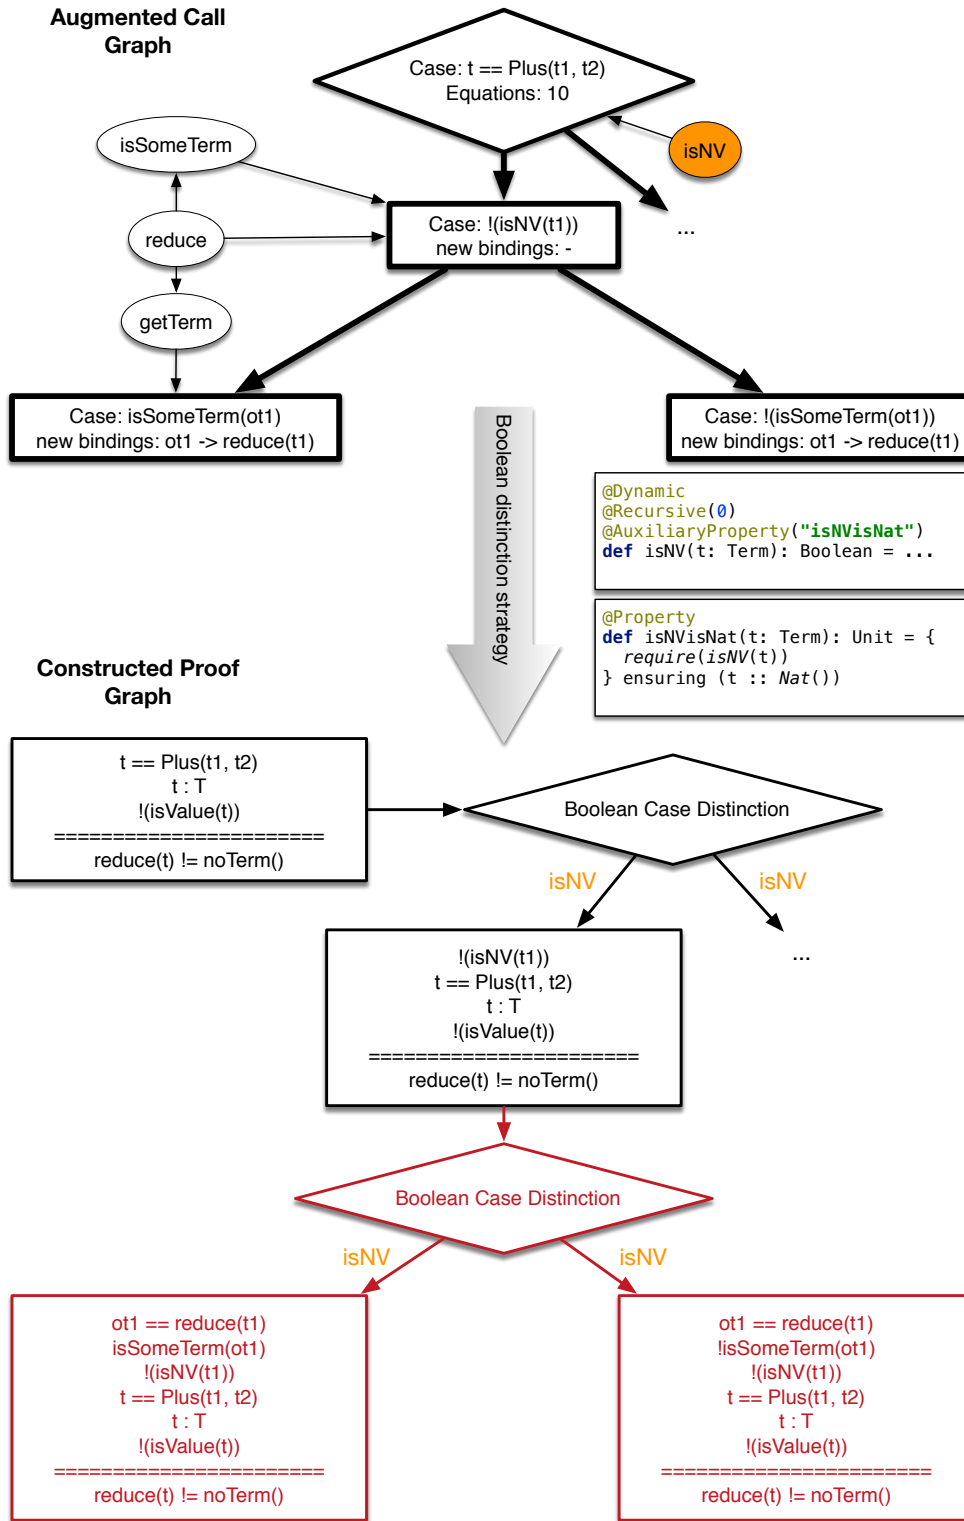 Augmented Call
Graph
Case: t == Plus(t1, t2)
Equations: 10
isSomeTerm
isNV
reduce
Case: !(isNV(t1))
new bindings: -
...
getTerm
Case: isSomeTerm(ot1)
new bindings: ot1 -> reduce(t1)
Case: !(isSomeTerm(ot1))
new bindings: ot1 -> reduce(t1)
Boolean distinction strategy
@Dynamic
@Recursive(0)
@AuxiliaryProperty("isNVisNat")
def isNV(t: Term): Boolean = ...
@Property
def isNVisNat(t: Term): Unit = {
require(isNV(t))
} ensuring (t :: Nat())
Constructed Proof
Graph
t == Plus(t1, t2)
t : T
!(isValue(t))
=======================
reduce(t) != noTerm()
Boolean Case Distinction
isNV
isNV
...
!(isNV(t1))
t == Plus(t1, t2)
t : T
!(isValue(t))
=======================
reduce(t) != noTerm()
Boolean Case Distinction
isNV
isNV
ot1 == reduce(t1)
isSomeTerm(ot1)
!(isNV(t1))
t == Plus(t1, t2)
t : T
!(isValue(t))
=======================
reduce(t) != noTerm()
ot1 == reduce(t1)
!isSomeTerm(ot1)
!(isNV(t1))
t == Plus(t1, t2)
t : T
!(isValue(t))
=======================
reduce(t) != noTerm()